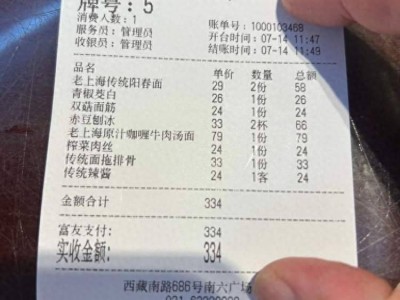 牌号: 5
消费人数: 1
账单号: 1000103468
服务员: 管理员
开台时间: 07-14 11:47
收银员: 管理员
结账时间: 07-14 11:49
品名 单价 数量 总额
老上海传统阳春面 29 2份 58
青椒茭白 26 1份 26
双菇面筋 24 1份 24
赤豆刨冰 33 2杯 66
老上海原汁咖喱牛肉汤面 79 1份 79
榨菜肉丝 24 1份 24
传统面拖排骨 33 1份 33
传统辣酱 24 1客 24
金额合计 334
富友支付: 334
实收金额: 334
西藏南路686号南六广场